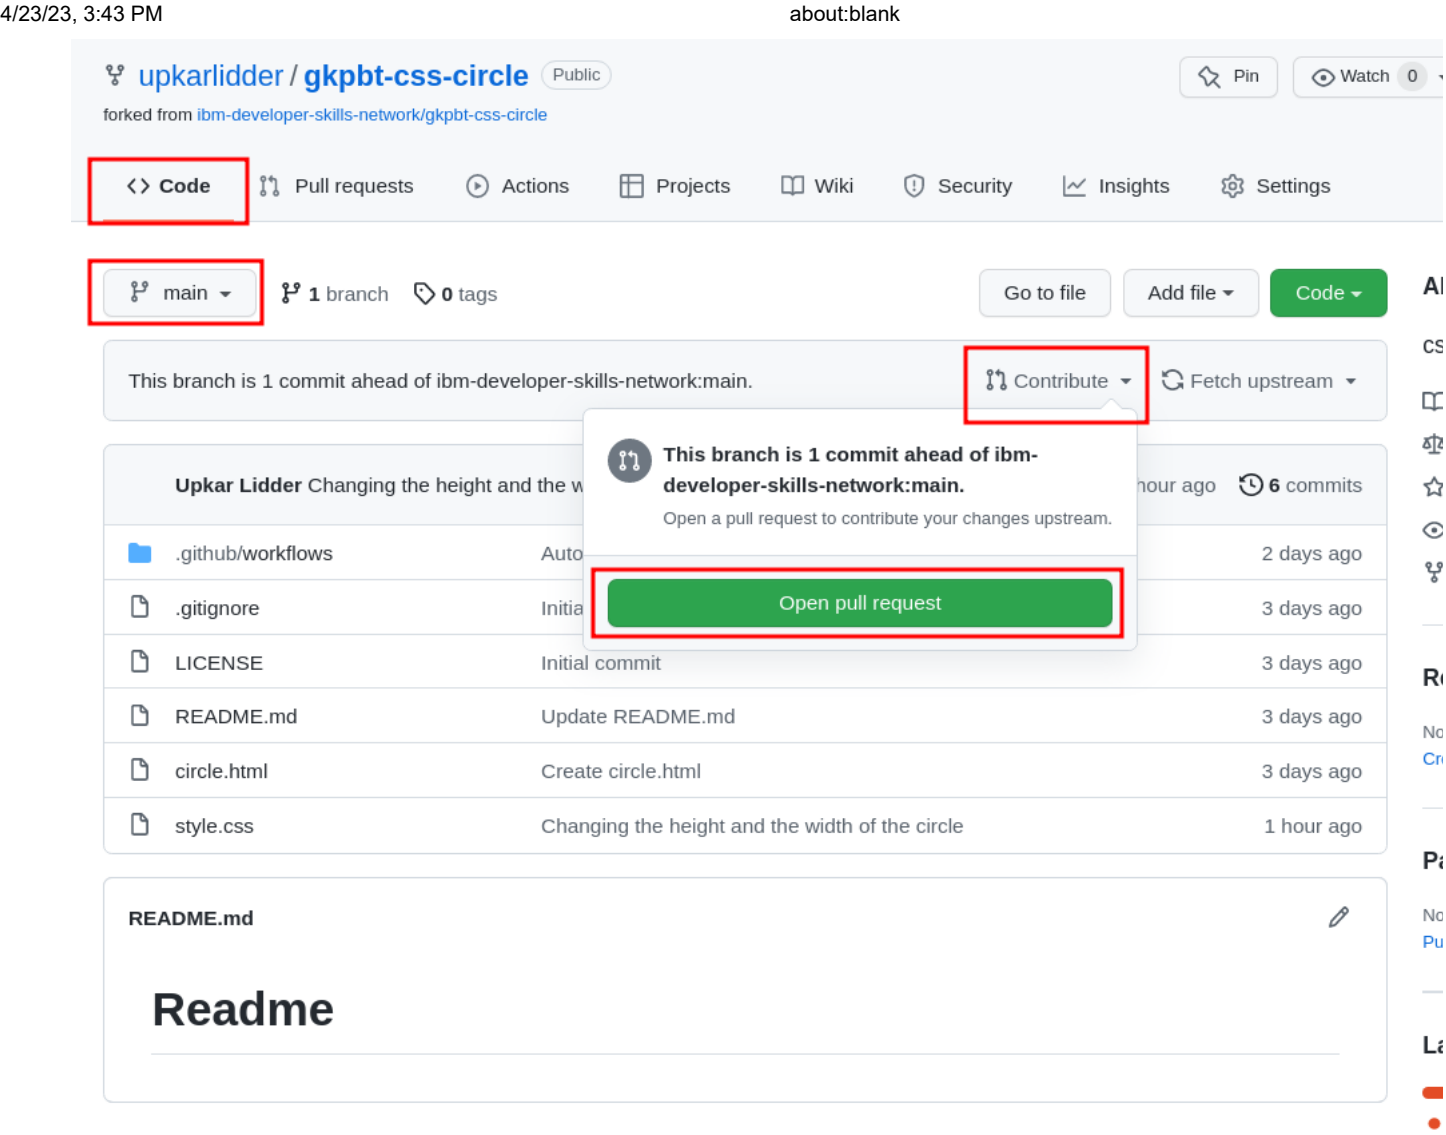 4/23/23, 3:43 PM about:blank
upkarlidder / gkpbt-css-circle Public Pin Watch 0
forked from ibm-developer-skills-network/gkpbt-css-circle
<> Code Pull requests Actions Projects Wiki Security Insights Settings
main 1 branch 0 tags Go to file Add file Code
This branch is 1 commit ahead of ibm-developer-skills-network:main. Contribute Fetch upstream
This branch is 1 commit ahead of ibm-
developer-skills-network:main.
Open a pull request to contribute your changes upstream.
Open pull request
Upkar Lidder Changing the height and the hour ago 6 commits
.github/workflows 2 days ago
.gitignore 3 days ago
LICENSE Initial commit 3 days ago
README.md Update README.md 3 days ago
circle.html Create circle.html 3 days ago
style.css Changing the height and the width of the circle 1 hour ago
README.md
Readme